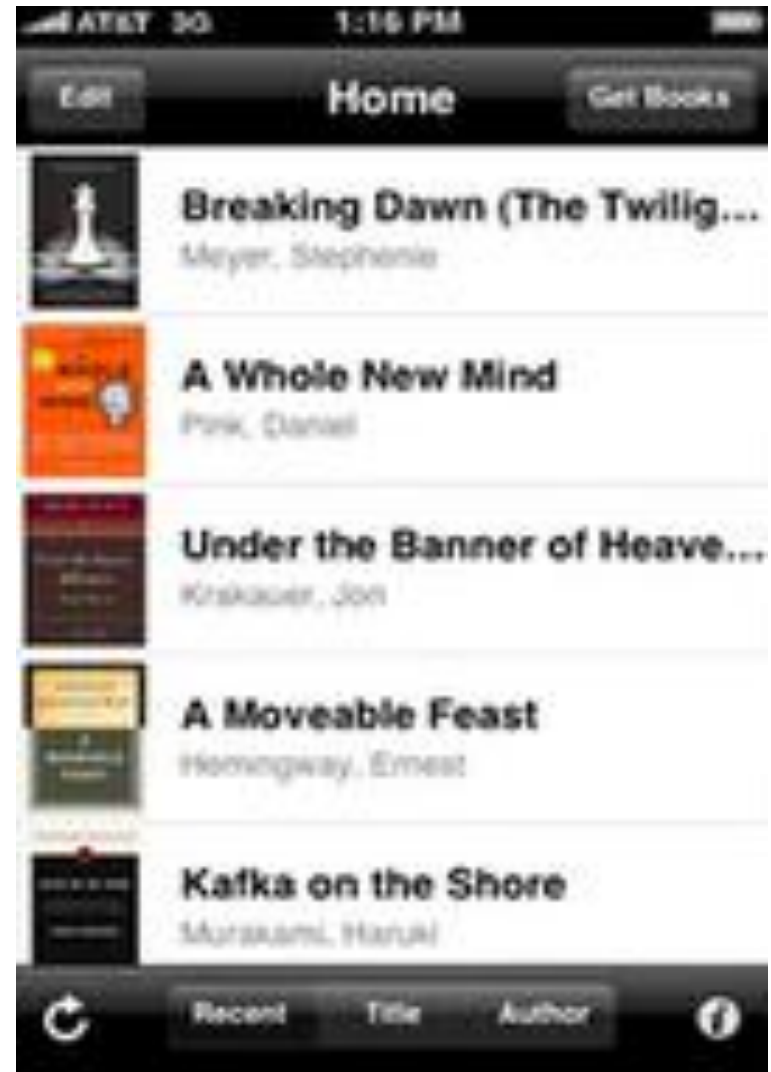 AT&T 3G 1:16 PM
Edit Home Get Books
Breaking Dawn (The Twilig...
Meyer, Stephenie
A Whole New Mind
Pink, Daniel
Under the Banner of Heave...
Krakauer, Jon
A Moveable Feast
Hemingway, Ernest
Kafka on the Shore
Murakami, Haruki
Recent Title Author